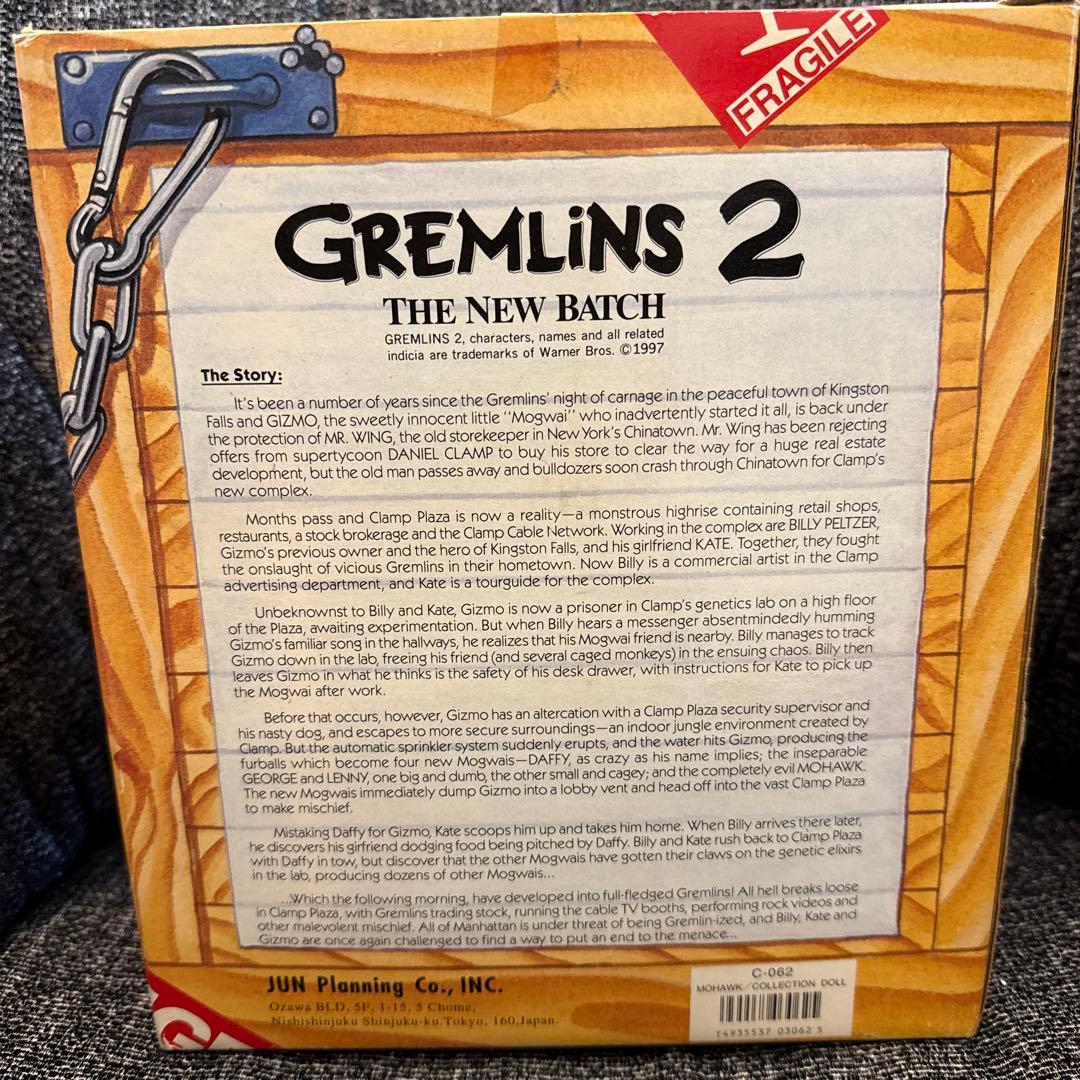 FRAGILE
GREMLiNS 2
THE NEW BATCH
GREMLINS 2, characters, names and all related
indicia are trademarks of Warner Bros. ©1997
The Story:
It's been a number of years since the Gremlins' night of carnage in the peaceful town of Kingston
Falls and GIZMO, the sweetly innocent little "Mogwai" who inadvertently started it all, is back under
the protection of MR. WING, the old storekeeper in New York's Chinatown. Mr. Wing has been rejecting
offers from supertycoon DANIEL CLAMP to buy his store to clear the way for a huge real estate
development, but the old man passes away and bulldozers soon crash through Chinatown for Clamp's
new complex.
Months pass and Clamp Plaza is now a reality—a monstrous highrise containing retail shops,
restaurants, a stock brokerage and the Clamp Cable Network. Working in the complex are BILLY PELTZER,
Gizmo's previous owner and the hero of Kingston Falls, and his girlfriend KATE. Together, they fought
the onslaught of vicious Gremlins in their hometown. Now Billy is a commercial artist in the Clamp
advertising department, and Kate is a tourguide for the complex.
Unbeknownst to Billy and Kate, Gizmo is now a prisoner in Clamp's genetics lab on a high floor
of the Plaza, awaiting experimentation. But when Billy hears a messenger absentmindedly humming
Gizmo's familiar song in the hallways, he realizes that his Mogwai friend is nearby. Billy manages to track
Gizmo down in the lab, freeing his friend (and several caged monkeys) in the ensuing chaos. Billy then
leaves Gizmo in what he thinks is the safety of his desk drawer, with instructions for Kate to pick up
the Mogwai after work.
Before that occurs, however, Gizmo has an altercation with a Clamp Plaza security supervisor and
his nasty dog, and escapes to more secure surroundings—an indoor jungle environment created by
Clamp. But the automatic sprinkler system suddenly erupts, and the water hits Gizmo, producing the
furballs which become four new Mogwais—DAFFY, as crazy as his name implies; the inseparable
GEORGE and LENNY, one big and dumb, the other small and cagey; and the completely evil MOHAWK.
The new Mogwais immediately dump Gizmo into a lobby vent and head off into the vast Clamp Plaza
to make mischief.
Mistaking Daffy for Gizmo, Kate scoops him up and takes him home. When Billy arrives there later,
he discovers his girlfriend dodging food being pitched by Daffy. Billy and Kate rush back to Clamp Plaza
with Daffy in tow, but discover that the other Mogwais have gotten their claws on the genetic elixirs
in the lab, producing dozens of other Mogwais...
...Which the following morning, have developed into full-fledged Gremlins! All hell breaks loose
in Clamp Plaza, with Gremlins trading stock, running the cable TV booths, performing rock videos and
other malevolent mischief. All of Manhattan is under threat of being Gremlin-ized, and Billy, Kate and
Gizmo are once again challenged to find a way to put an end to the menace...
JUN Planning Co., INC.
Ozawa BLD, 5F, 1-15, 5 Chome,
Nishishinjuku Shinjuku-ku.Tokyo, 160,Japan.
C-062
MOHAWK/COLLECTION DOLL
T4935537 03062 5